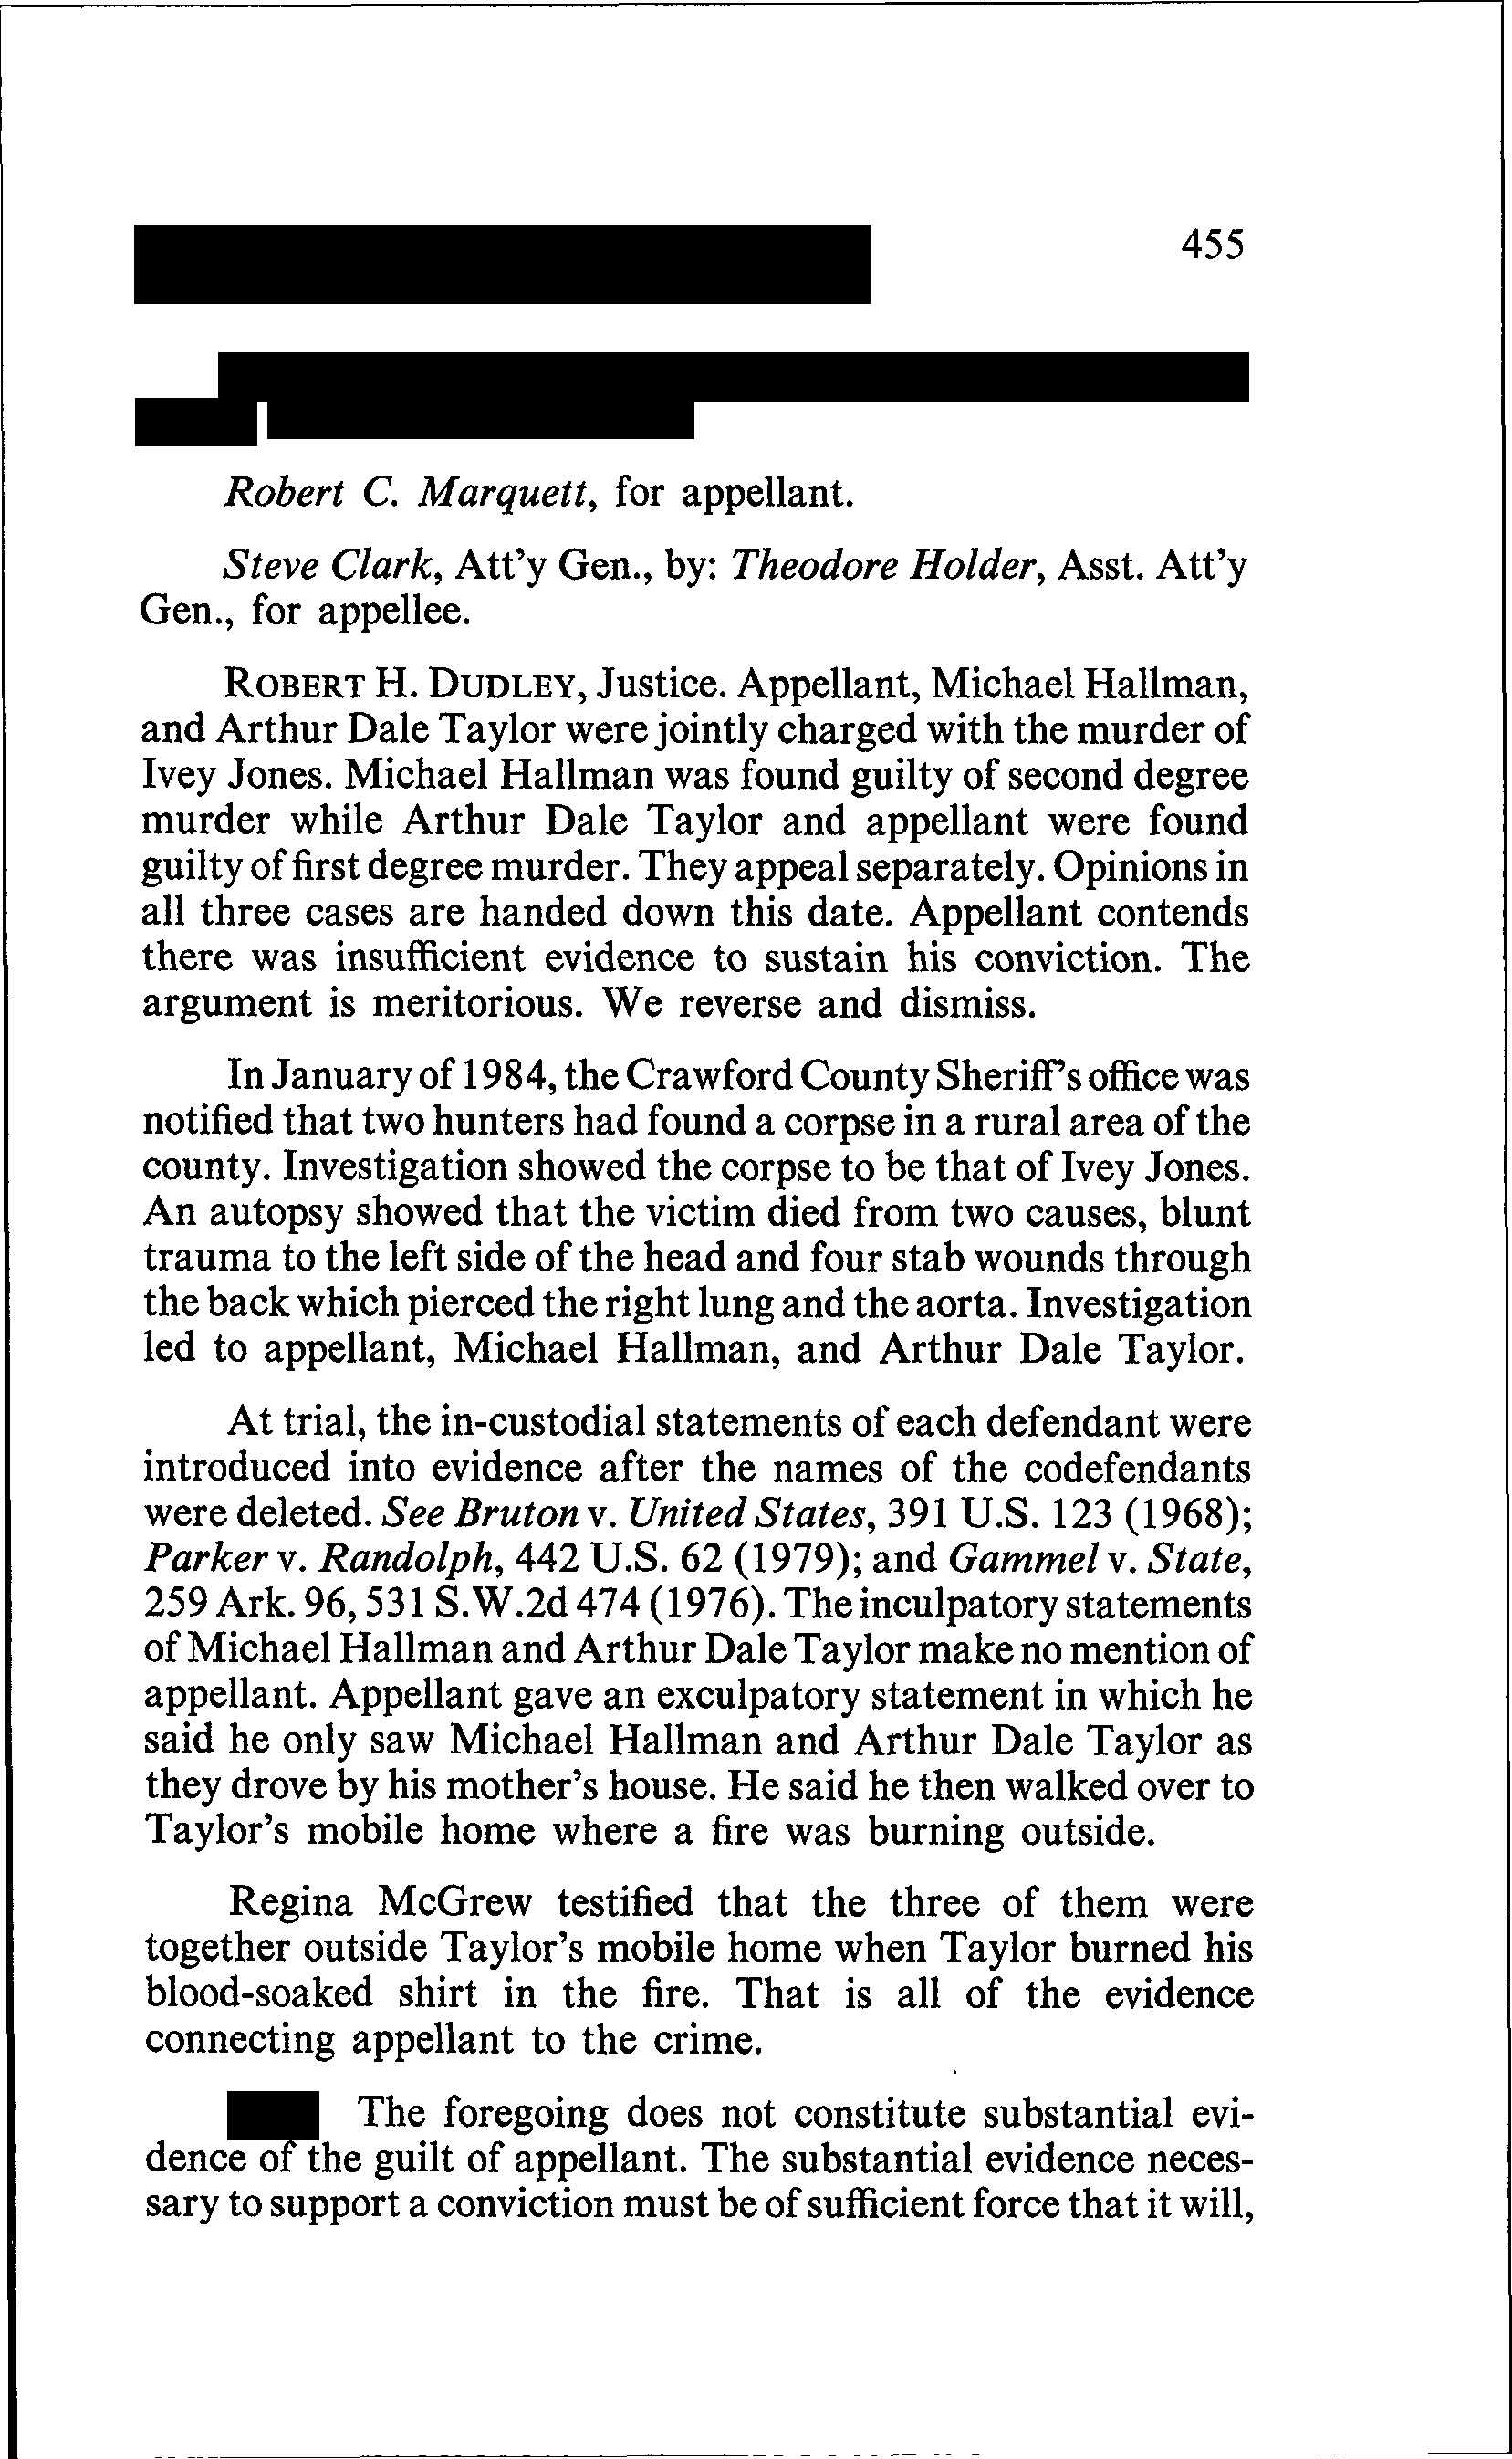 455
Robert C. Marquett, for appellant.
Steve Clark, Att'y Gen., by: Theodore Holder, Asst. Att'y
Gen., for appellee.
ROBERT H. DUDLEY, Justice. Appellant, Michael Hallman,
and Arthur Dale Taylor were jointly charged with the murder of
Ivey Jones. Michael Hallman was found guilty of second degree
murder while Arthur Dale Taylor and appellant were found
guilty of first degree murder. They appeal separately. Opinions in
all three cases are handed down this date. Appellant contends
there was insufficient evidence to sustain his conviction. The
argument is meritorious. We reverse and dismiss.
In January of 1984, the Crawford County Sheriff's office was
notified that two hunters had found a corpse in a rural area of the
county. Investigation showed the corpse to be that of Ivey Jones.
An autopsy showed that the victim died from two causes, blunt
trauma to the left side of the head and four stab wounds through
the back which pierced the right lung and the aorta. Investigation
led to appellant, Michael Hallman, and Arthur Dale Taylor.
At trial, the in-custodial statements of each defendant were
introduced into evidence after the names of the codefendants
were deleted. See Bruton v. United States, 391 U.S. 123 (1968);
Parker v. Randolph, 442 U.S. 62 (1979); and Gammel v. State,
259 Ark. 96, 531 S.W.2d 474 (1976). The inculpatory statements
of Michael Hallman and Arthur Dale Taylor make no mention of
appellant. Appellant gave an exculpatory statement in which he
said he only saw Michael Hallman and Arthur Dale Taylor as
they drove by his mother's house. He said he then walked over to
Taylor's mobile home where a fire was burning outside.
Regina McGrew testified that the three of them were
together outside Taylor's mobile home when Taylor burned his
blood-soaked shirt in the fire. That is all of the evidence
connecting appellant to the crime.
The foregoing does not constitute substantial evi-
dence of the guilt of appellant. The substantial evidence neces-
sary to support a conviction must be of sufficient force that it will,